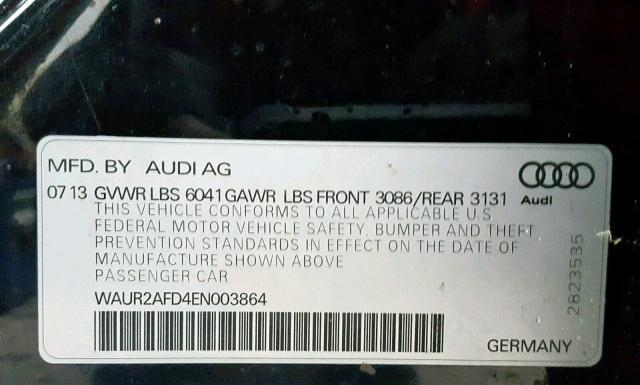 MFD. BY AUDI AG
Audi
07 13 GVWR LBS 6041 GAWR LBS FRONT 3086/REAR 3131
THIS VEHICLE CONFORMS TO ALL APPLICABLE U.S
FEDERAL MOTOR VEHICLE SAFETY, BUMPER AND THEFT
PREVENTION STANDARDS IN EFFECT ON THE DATE OF
MANUFACTURE SHOWN ABOVE
PASSENGER CAR
WAUR2AFD4EN003864
GERMANY
2823535